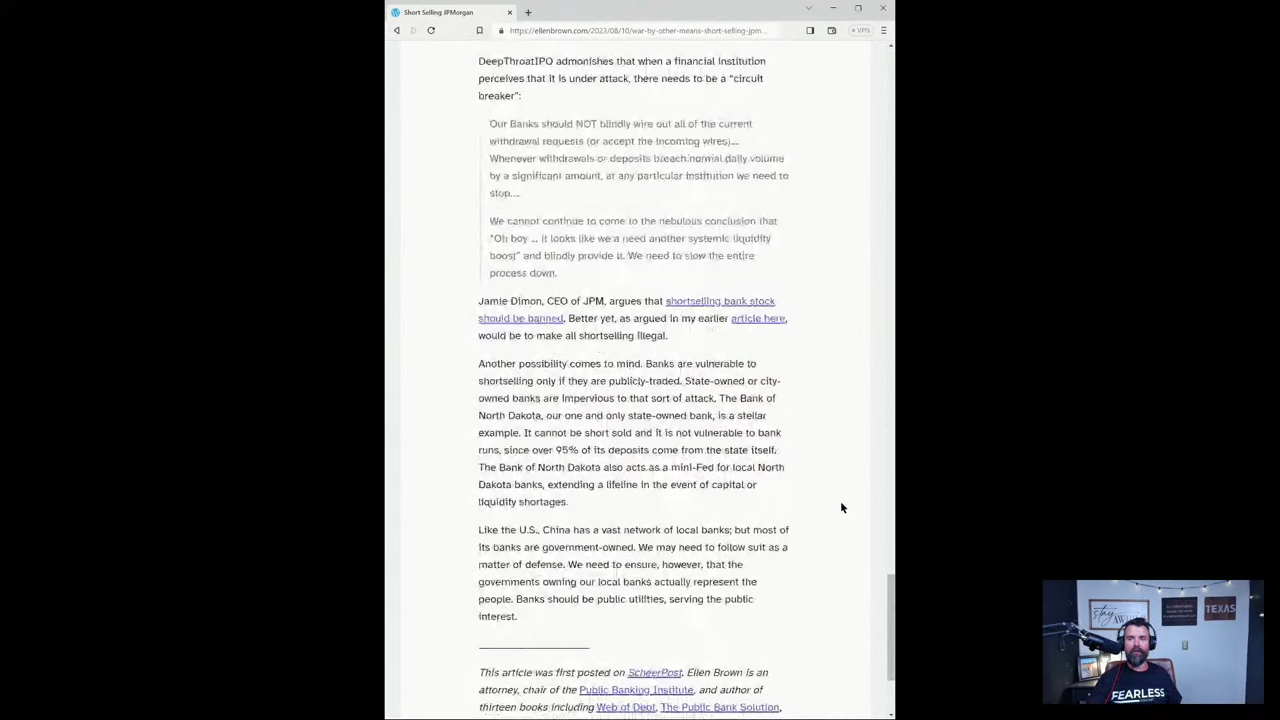 Short Selling JPMorgan
https://ellenbrown.com/2023/08/10/war-by-other-means-short-selling-jpm...
VPN
DeepThroatIPO admonishes that when a financial institution
perceives that it is under attack, there needs to be a “circuit
breaker”:
Our Banks should NOT blindly wire out all of the current
withdrawal requests (or accept the incoming wires)….
Whenever withdrawals or deposits breach normal daily volume
by a significant amount, at any particular institution we need to
stop….
We cannot continue to come to the nebulous conclusion that
“Oh boy … it looks like we a need another systemic liquidity
boost” and blindly provide it. We need to slow the entire
process down.
Jamie Dimon, CEO of JPM, argues that shortselling bank stock
should be banned. Better yet, as argued in my earlier article here,
would be to make all shortselling illegal.
Another possibility comes to mind. Banks are vulnerable to
shortselling only if they are publicly-traded. State-owned or city-
owned banks are impervious to that sort of attack. The Bank of
North Dakota, our one and only state-owned bank, is a stellar
example. It cannot be short sold and it is not vulnerable to bank
runs, since over 95% of its deposits come from the state itself.
The Bank of North Dakota also acts as a mini-Fed for local North
Dakota banks, extending a lifeline in the event of capital or
liquidity shortages.
Like the U.S., China has a vast network of local banks; but most of
its banks are government-owned. We may need to follow suit as a
matter of defense. We need to ensure, however, that the
governments owning our local banks actually represent the
people. Banks should be public utilities, serving the public
interest.
This article was first posted on ScheerPost. Ellen Brown is an
attorney, chair of the Public Banking Institute, and author of
thirteen books including Web of Debt, The Public Bank Solution,
stay
TEXAS
FEARLESS